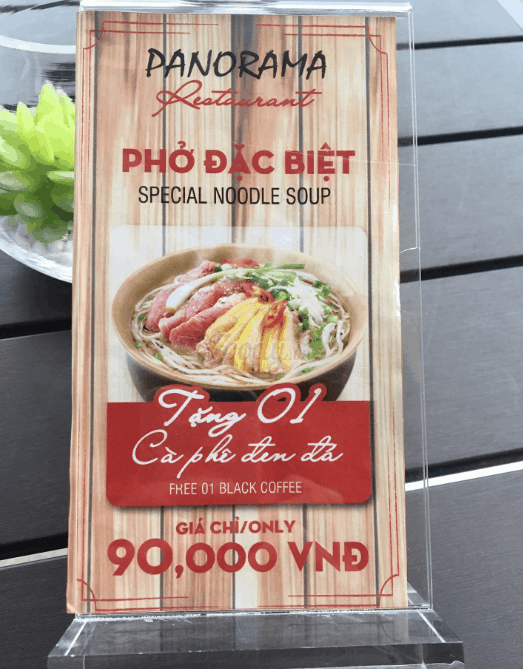 PANORAMA
Restaurant
PHỞ ĐẶC BIỆT
SPECIAL NOODLE SOUP
Tặng 01
Cà phê đen đá
FREE 01 BLACK COFFEE
GIÁ CHỈ/ONLY
90,000 VNĐ